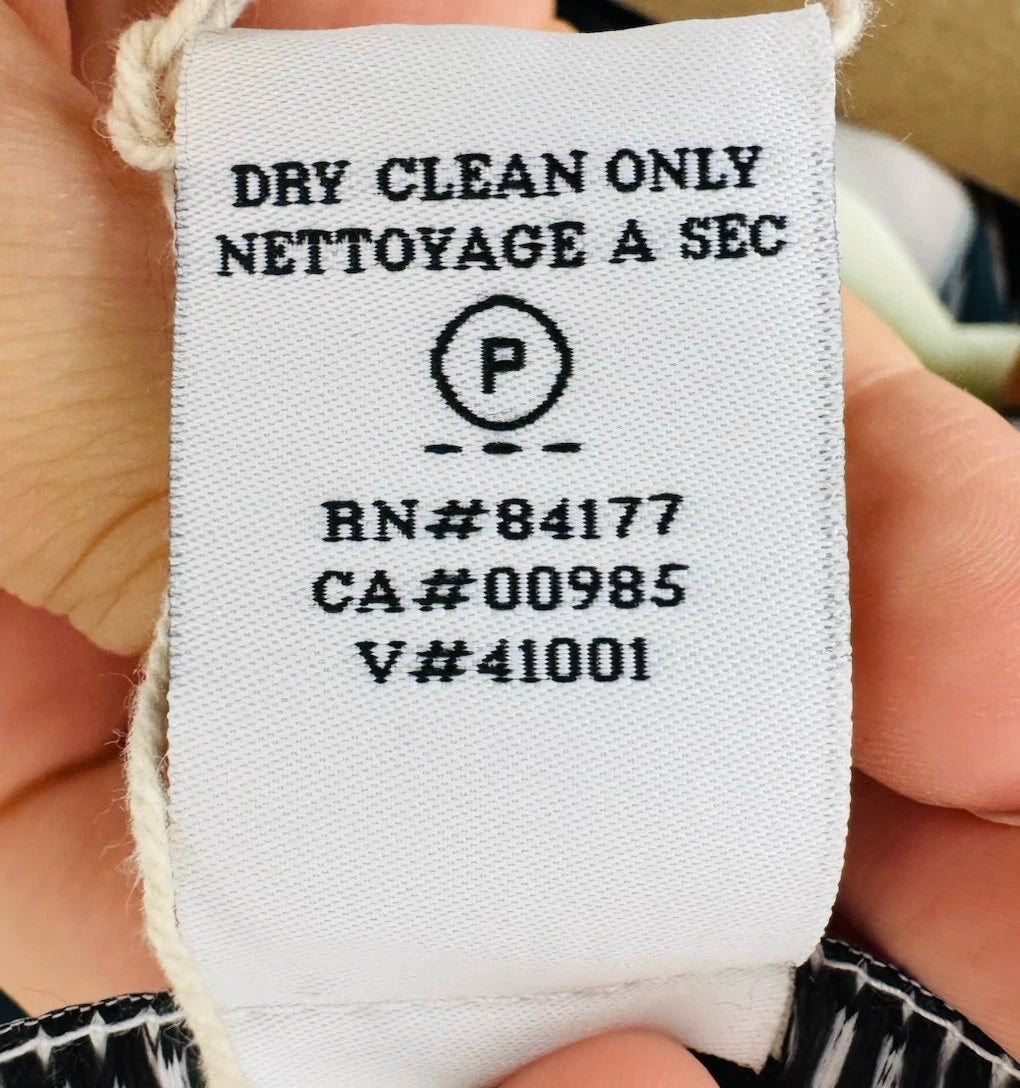 DRY CLEAN ONLY
NETTOYAGE A SEC
P
RN#84177
CA#00985
V#41001